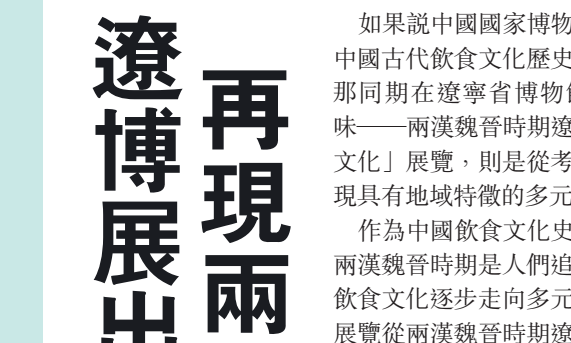 再現兩
遼博展出
如果説中國國家博物
中國古代飲食文化歷史
那同期在遼寧省博物
味——兩漢魏晉時期遼
文化」展覽，則是從考
現具有地域特徵的多元
作為中國飲食文化史
兩漢魏晉時期是人們追
飲食文化逐步走向多元
展覽從兩漢魏晉時期遼